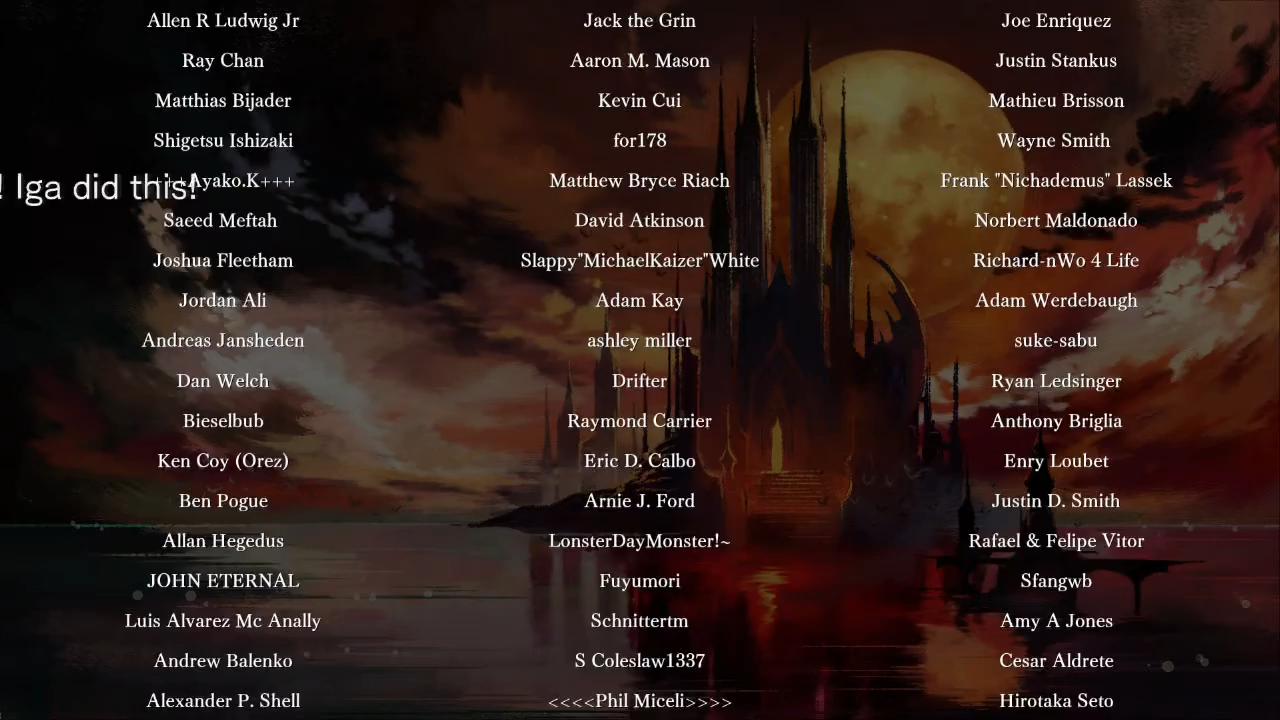 Allen R Ludwig Jr Jack the Grin Joe Enriquez
Ray Chan Aaron M. Mason Justin Stankus
Matthias Bijader Kevin Cui Mathieu Brisson
Shigetsu Ishizaki for178 Wayne Smith
! Iga did this!
+++Ayako.K+++ Matthew Bryce Riach Frank "Nichademus" Lassek
Saeed Meftah David Atkinson Norbert Maldonado
Joshua Fleetham Slappy"MichaelKaizer"White Richard-nWo 4 Life
Jordan Ali Adam Kay Adam Werdebaugh
Andreas Jansheden ashley miller suke-sabu
Dan Welch Drifter Ryan Ledsinger
Bieselbub Raymond Carrier Anthony Briglia
Ken Coy (Orez) Eric D. Calbo Enry Loubet
Ben Pogue Arnie J. Ford Justin D. Smith
Allan Hegedus LonsterDayMonster!~ Rafael & Felipe Vitor
JOHN ETERNAL Fuyumori Sfangwb
Luis Alvarez Mc Anally Schnittertm Amy A Jones
Andrew Balenko S Coleslaw1337 Cesar Aldrete
Alexander P. Shell <<<<Phil Miceli>>>> Hirotaka Seto